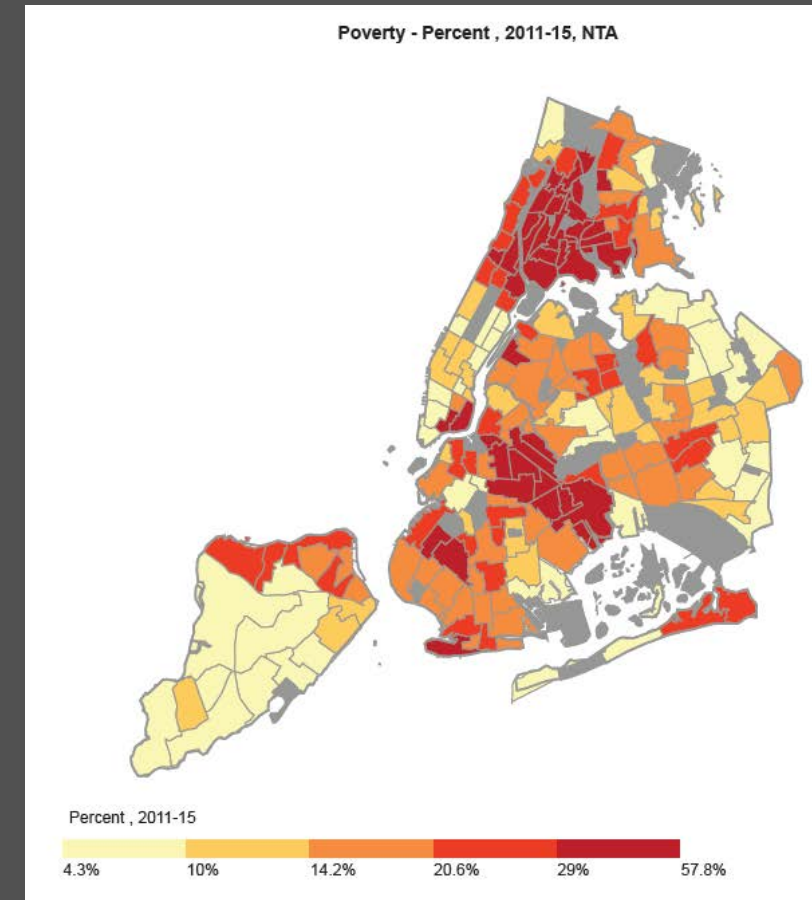 Poverty - Percent , 2011-15, NTA
Percent , 2011-15
4.3% 10% 14.2% 20.6% 29% 57.8%